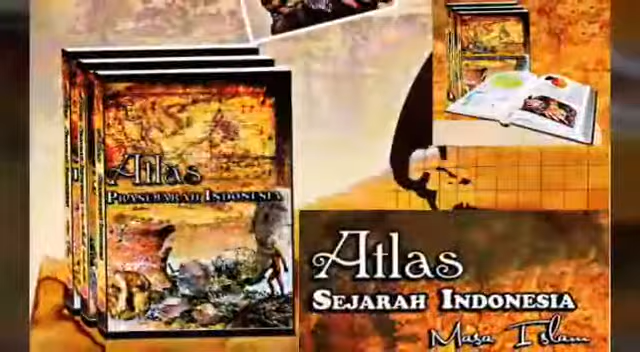 Atlas
PRASEJARAH INDONESIA
Atlas
SEJARAH INDONESIA
Masa Islam